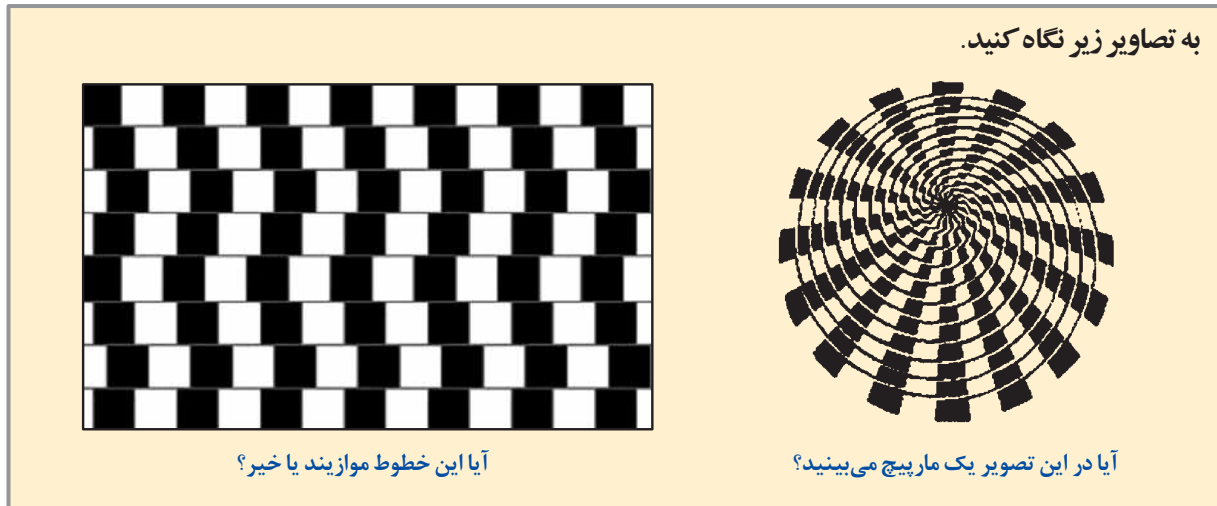 به تصاویر زیر نگاه کنید.
آیا در این تصویر یک مارپیچ می‌بینید؟
آیا این خطوط موازیند یا خیر؟